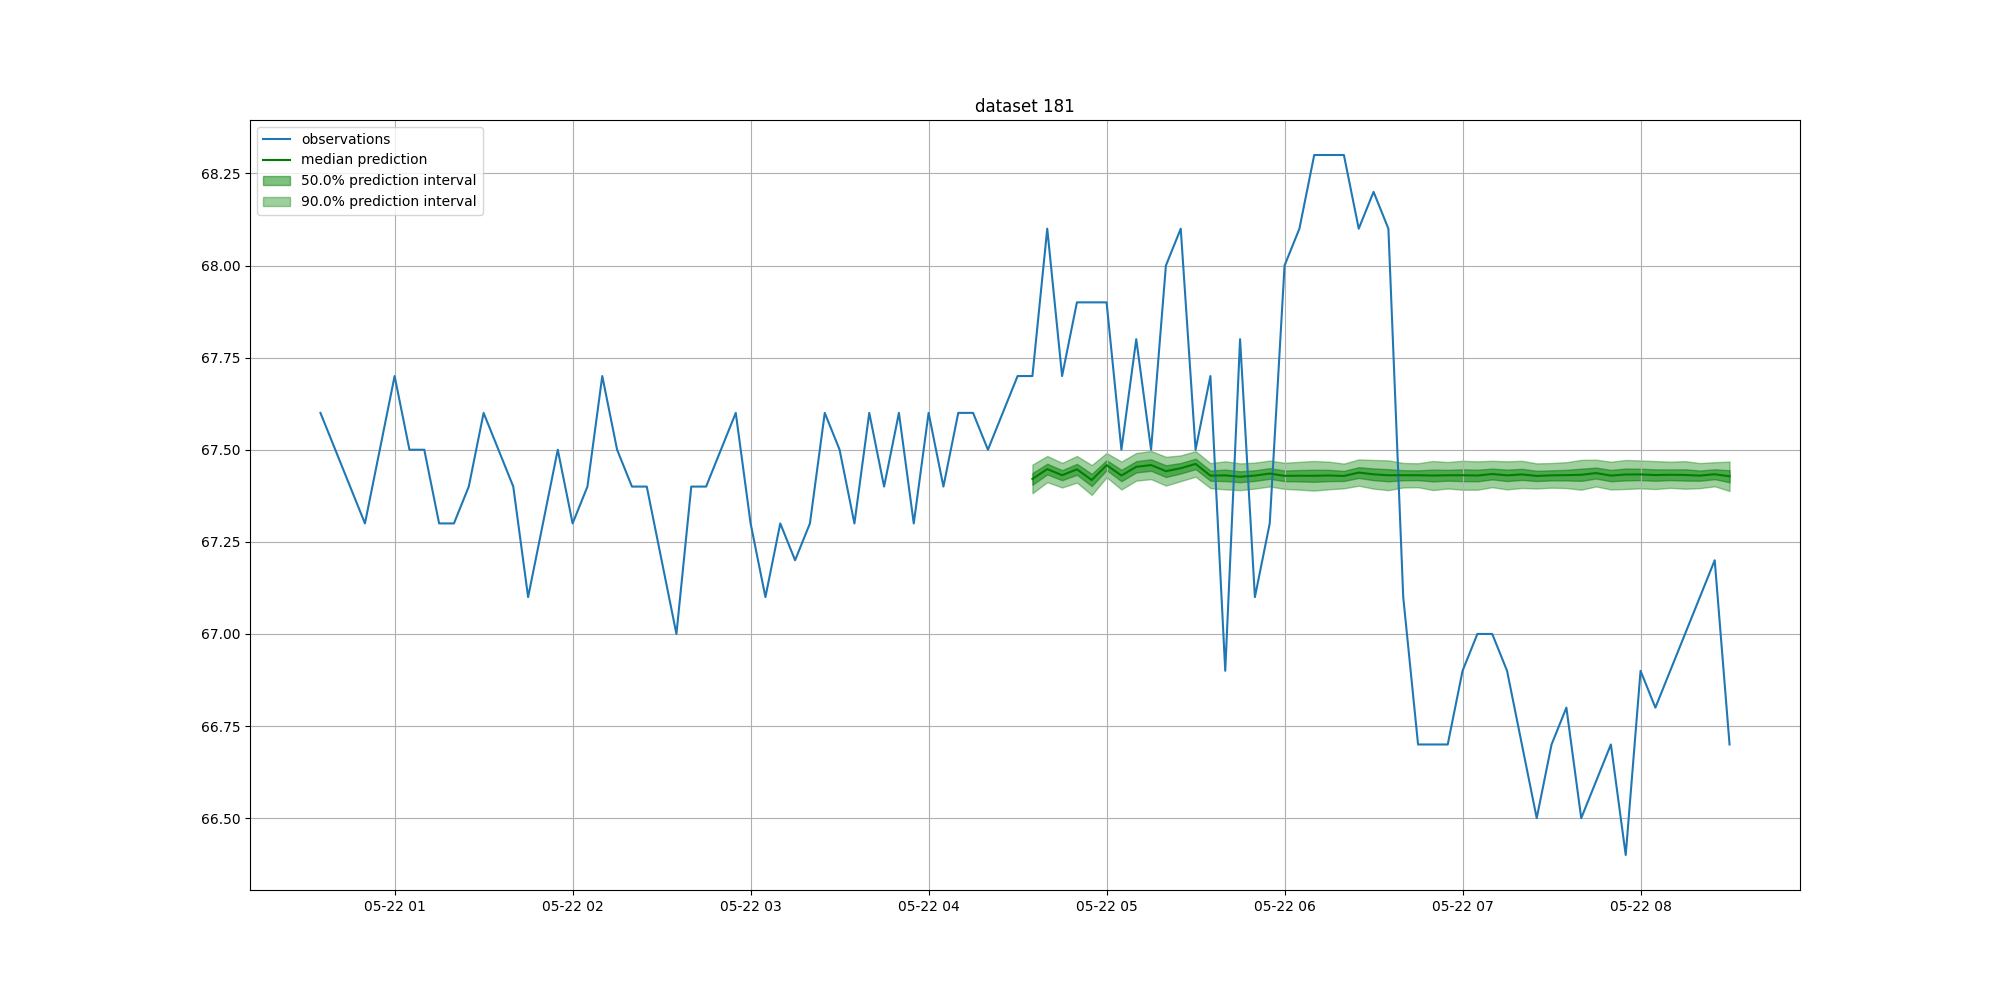 dataset 181
observations
median prediction
50.0% prediction interval
90.0% prediction interval
68.25
68.00
67.75
67.50
67.25
67.00
66.75
66.50
05-22 01 05-22 02 05-22 03 05-22 04 05-22 05 05-22 06 05-22 07 05-22 08